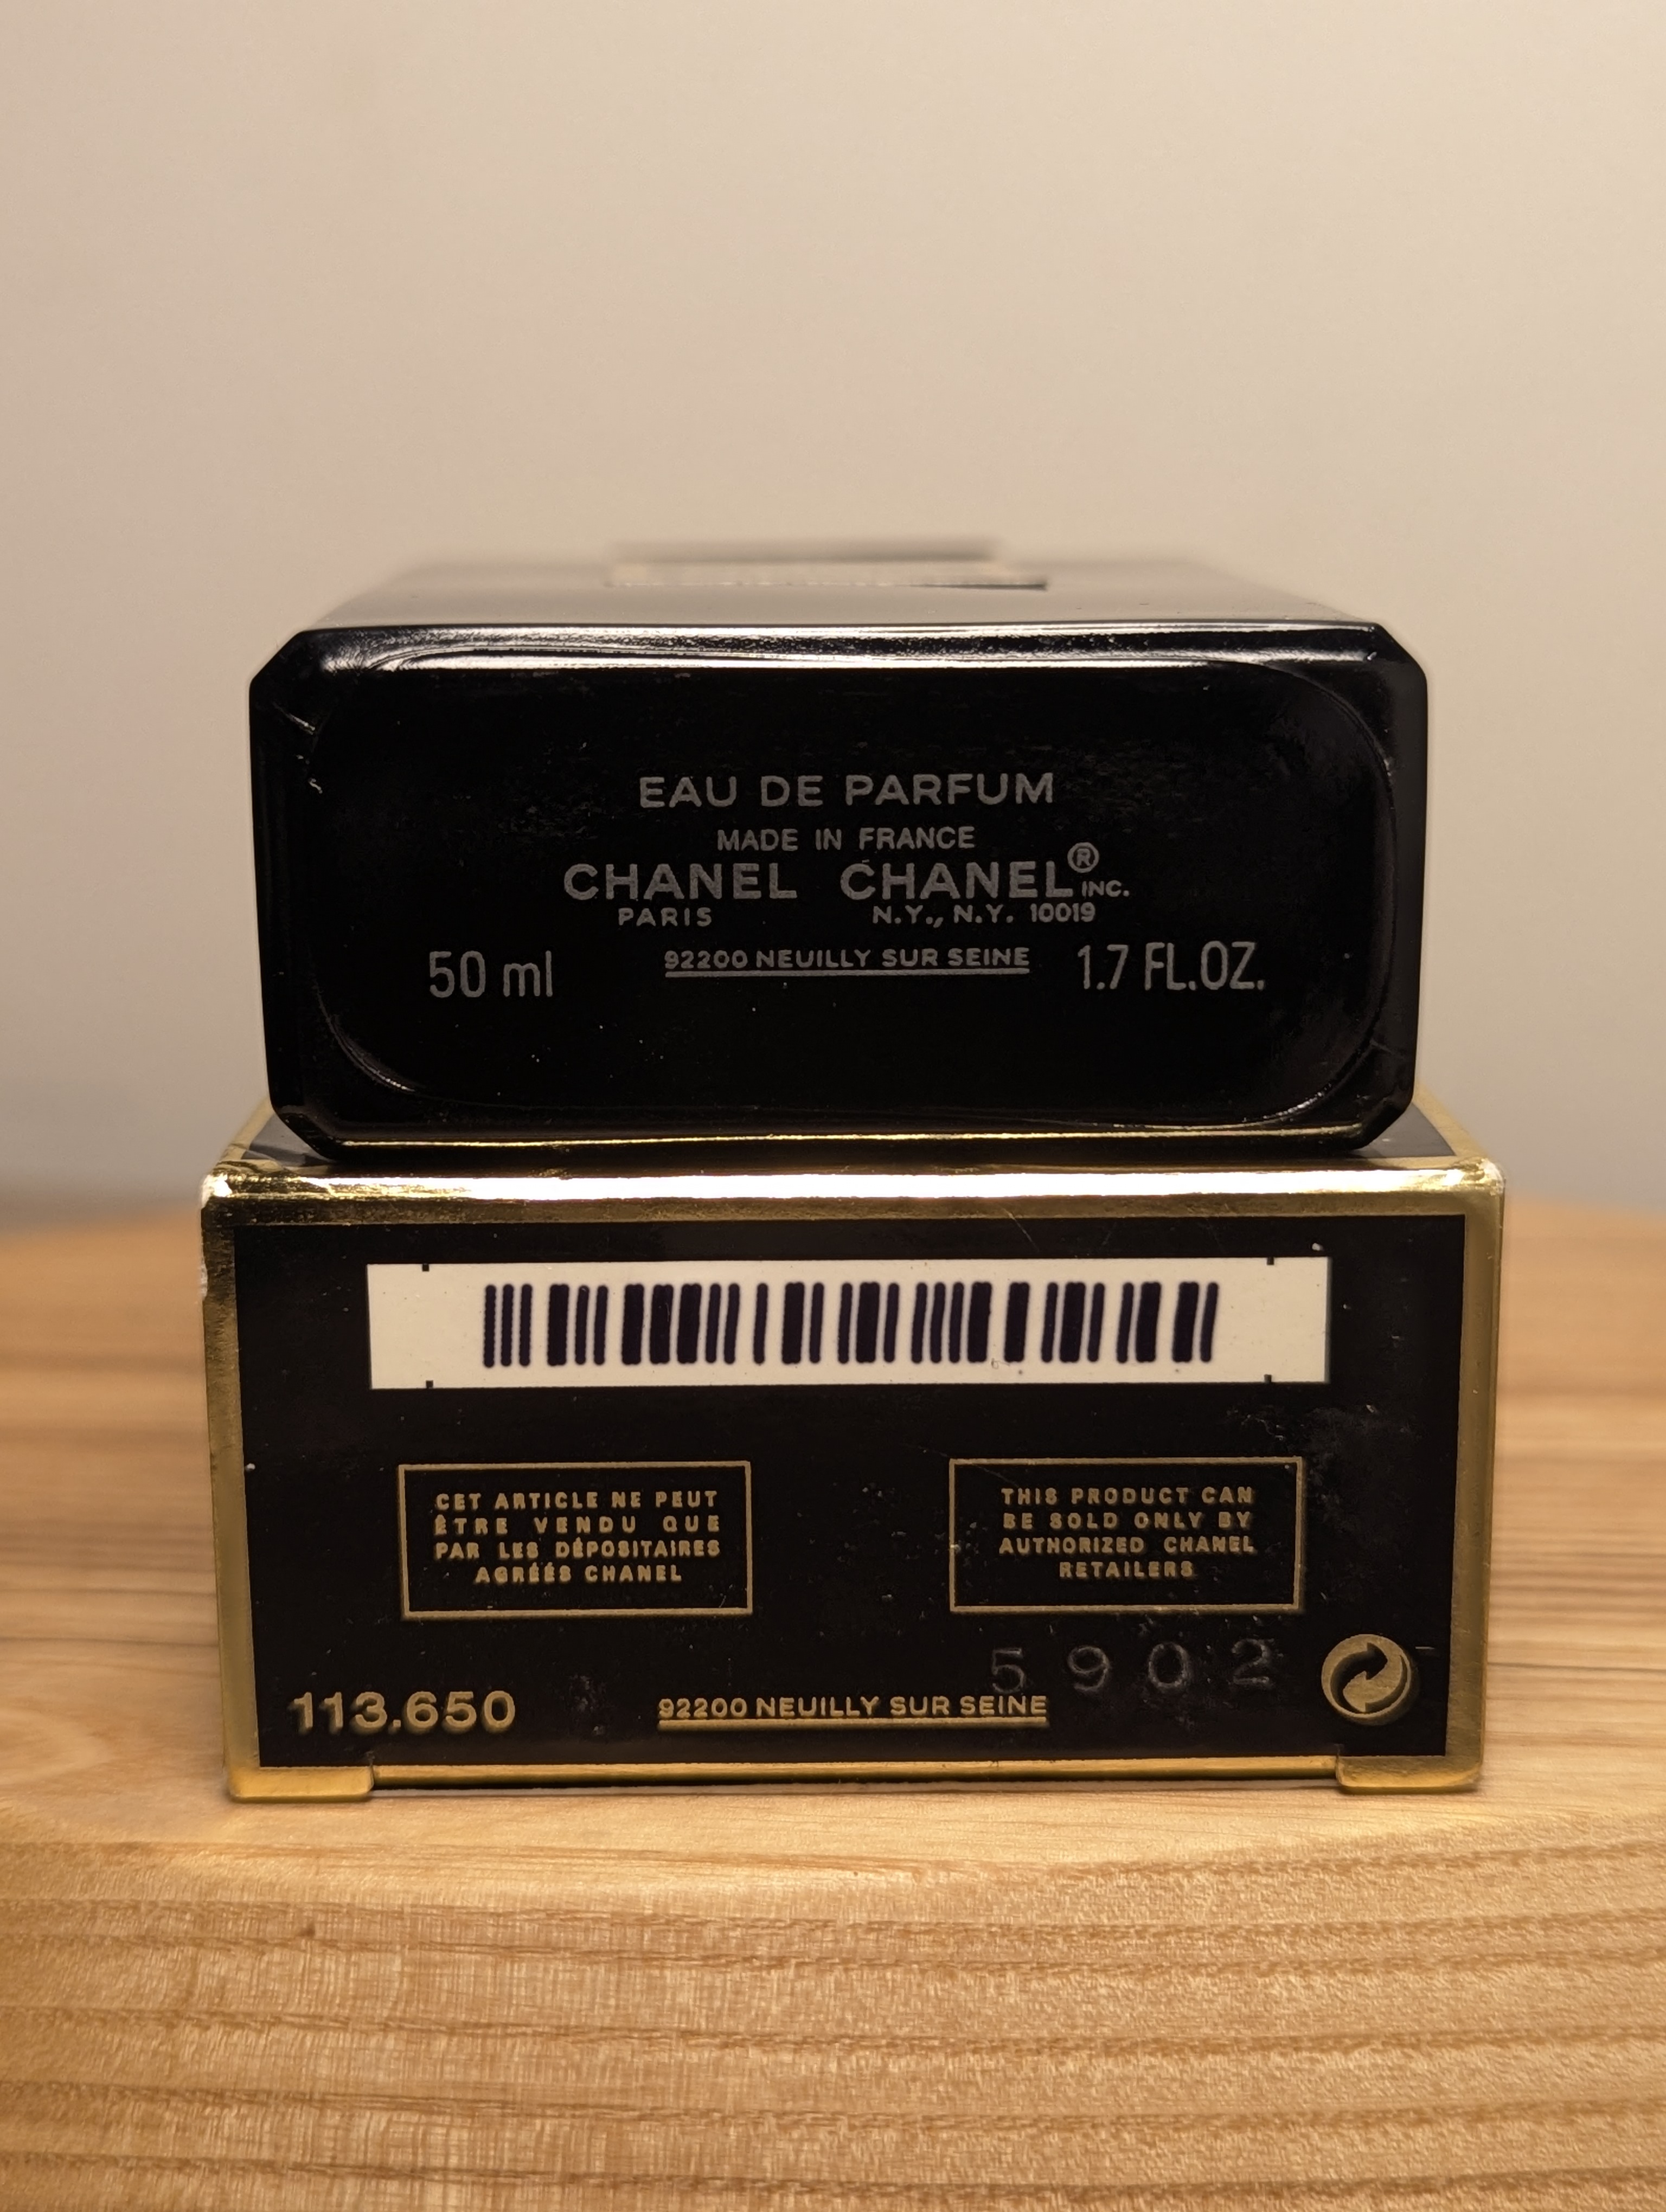 EAU DE PARFUM
MADE IN FRANCE
CHANEL CHANEL® INC.
PARIS N.Y., N.Y. 10019
50 ml 92200 NEUILLY SUR SEINE 1.7 FL.OZ.
CET ARTICLE NE PEUT
ÊTRE VENDU QUE
PAR LES DÉPOSITAIRES
AGRÉÉS CHANEL
THIS PRODUCT CAN
BE SOLD ONLY BY
AUTHORIZED CHANEL
RETAILERS
5902
113.650 92200 NEUILLY SUR SEINE